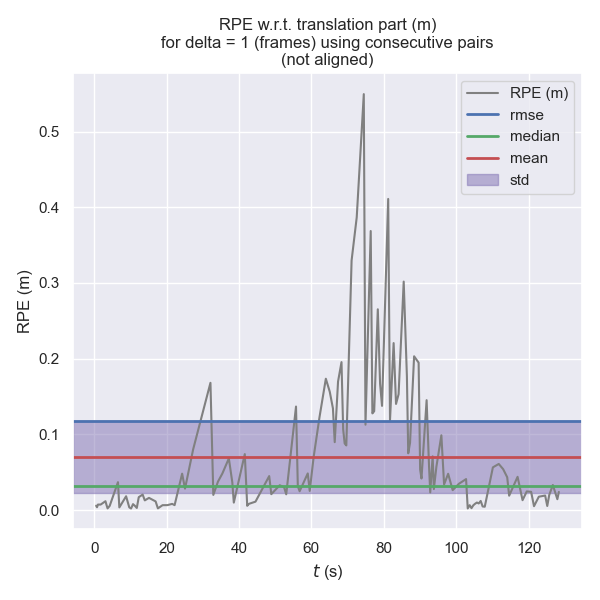 RPE w.r.t. translation part (m)
for delta = 1 (frames) using consecutive pairs
(not aligned)
RPE (m)
rmse
median
mean
std
0.5
0.4
0.3
0.2
0.1
0.0
RPE (m)
0 20 40 60 80 100 120
t (s)